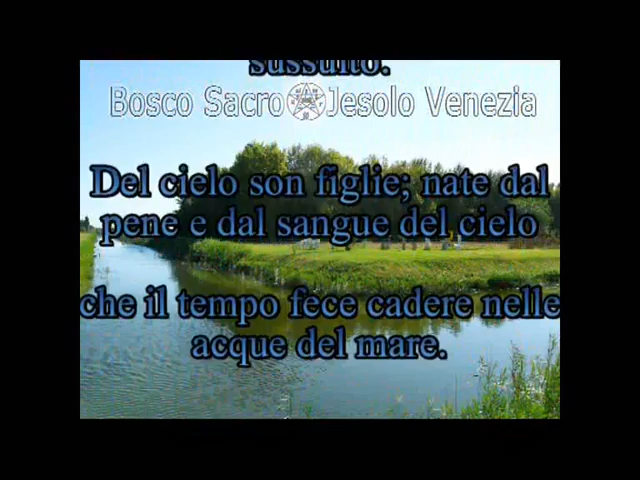 sussulto.
Bosco Sacro Jesolo Venezia
Del cielo son figlie; nate dal
pene e dal sangue del cielo
che il tempo fece cadere nelle
acque del mare.